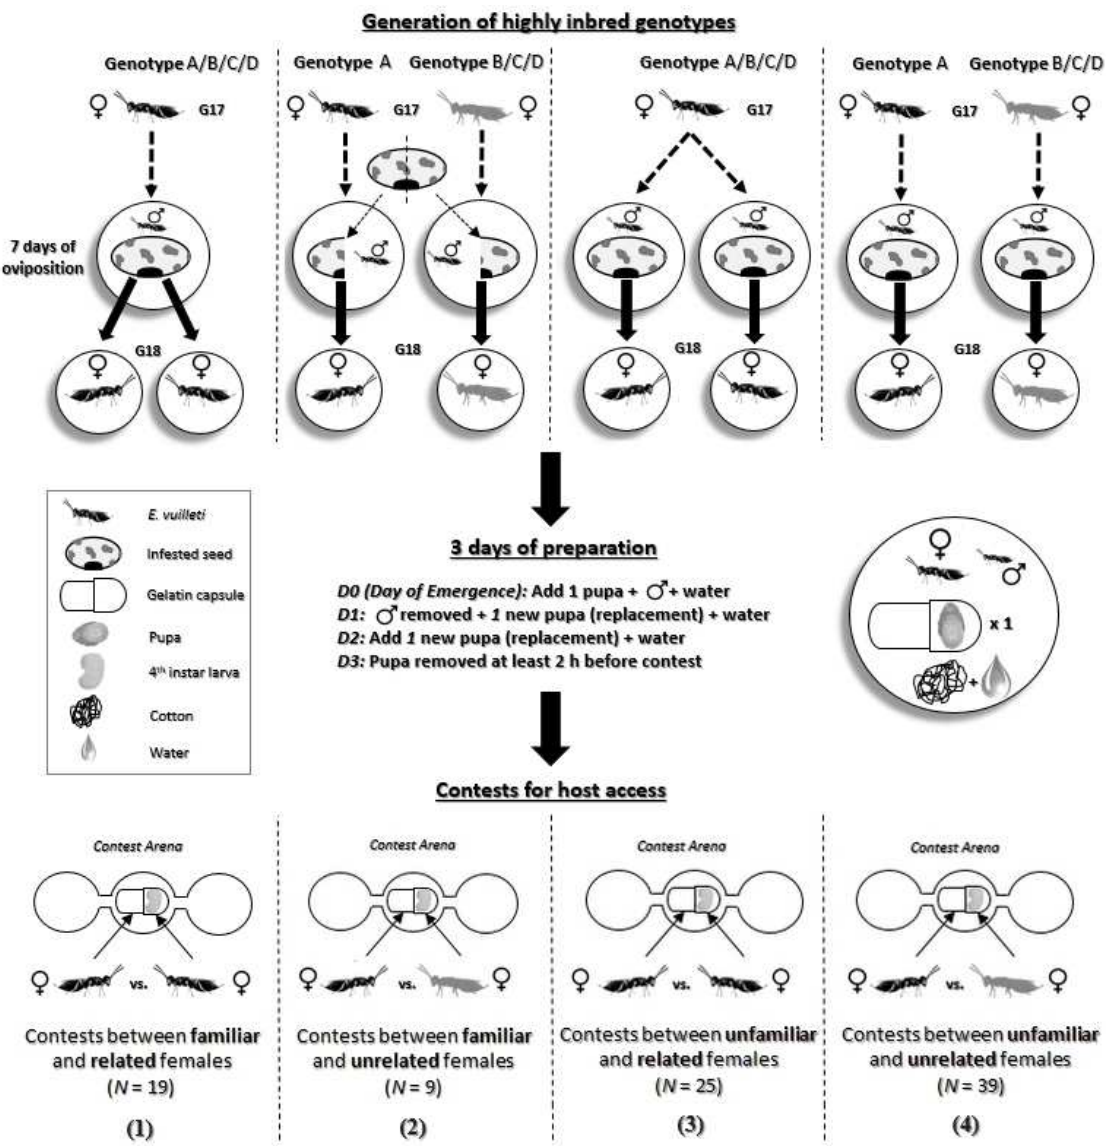 Generation of highly inbred genotypes
Genotype A/B/C/D
Genotype A
Genotype B/C/D
Genotype A/B/C/D
Genotype A
Genotype B/C/D
♀ G17
♀ G17 ♀
♀ G17
♀ G17 ♀
♂
♂
♂
♂
♂
♂
♂
7 days of
oviposition
G18
G18
G18
G18
♀ ♀
♀ ♀
♀ ♀
♀ ♀
E. vuilleti
Infested seed
Gelatin capsule
Pupa
4th instar larva
Cotton
Water
3 days of preparation
D0 (Day of Emergence): Add 1 pupa + ♂ + water
D1: ♂ removed + 1 new pupa (replacement) + water
D2: Add 1 new pupa (replacement) + water
D3: Pupa removed at least 2 h before contest
♀
♂
x 1
+
Contests for host access
Contest Arena
Contest Arena
Contest Arena
Contest Arena
♀ vs. ♀
♀ vs. ♀
♀ vs. ♀
♀ vs. ♀
Contests between familiar
and related females
(N = 19)
(1)
Contests between familiar
and unrelated females
(N = 9)
(2)
Contests between unfamiliar
and related females
(N = 25)
(3)
Contests between unfamiliar
and unrelated females
(N = 39)
(4)